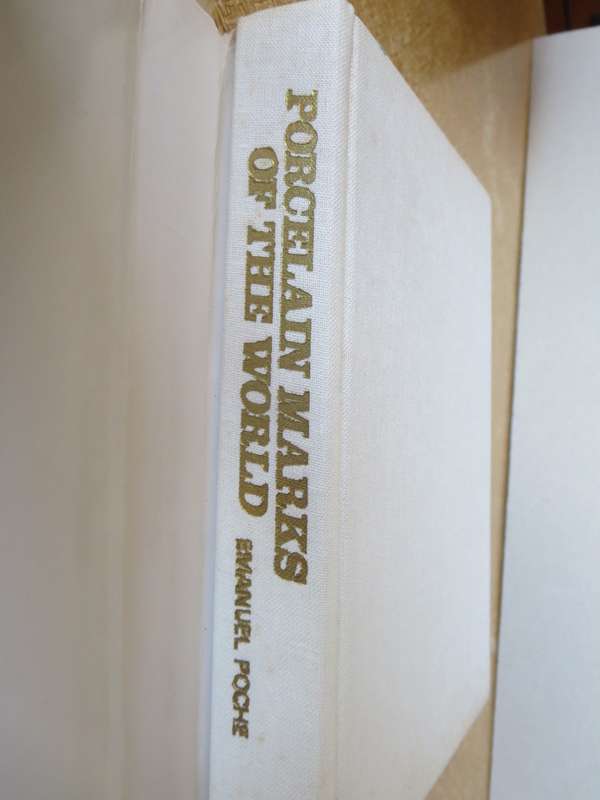 PORCELAIN MARKS
OF THE WORLD
EMANUEL POCHE